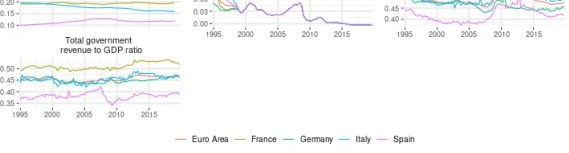 0.20
0.15
0.10
0.03
0.00
0.45
0.40
1995 2000 2005 2010 2015
1995 2000 2005 2010 2015
Total government
revenue to GDP ratio
0.50
0.45
0.40
0.35
1995 2000 2005 2010 2015
Euro Area France Germany Italy Spain